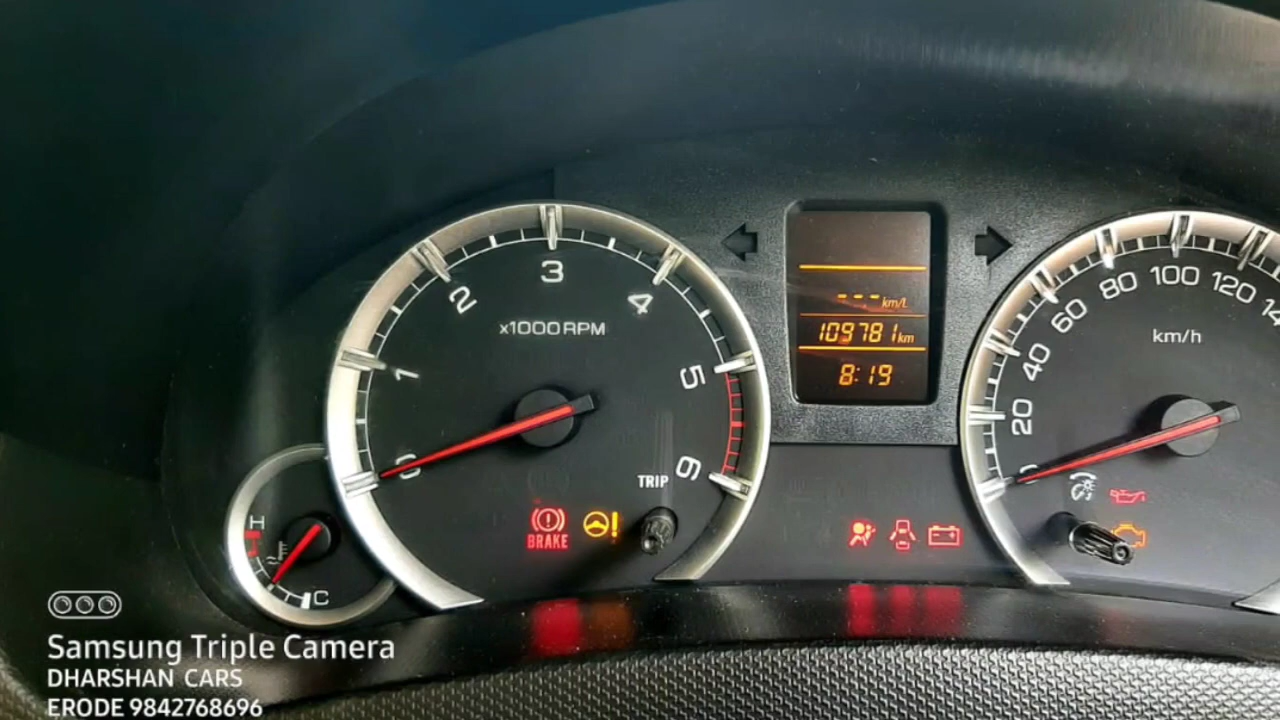 3
2
4
x1000RPM
1
5
0
6
TRIP
BRAKE
H
C
---km/L
109781km
8:19
80
100
120
60
km/h
40
20
Samsung Triple Camera
DHARSHAN CARS
ERODE 9842768696